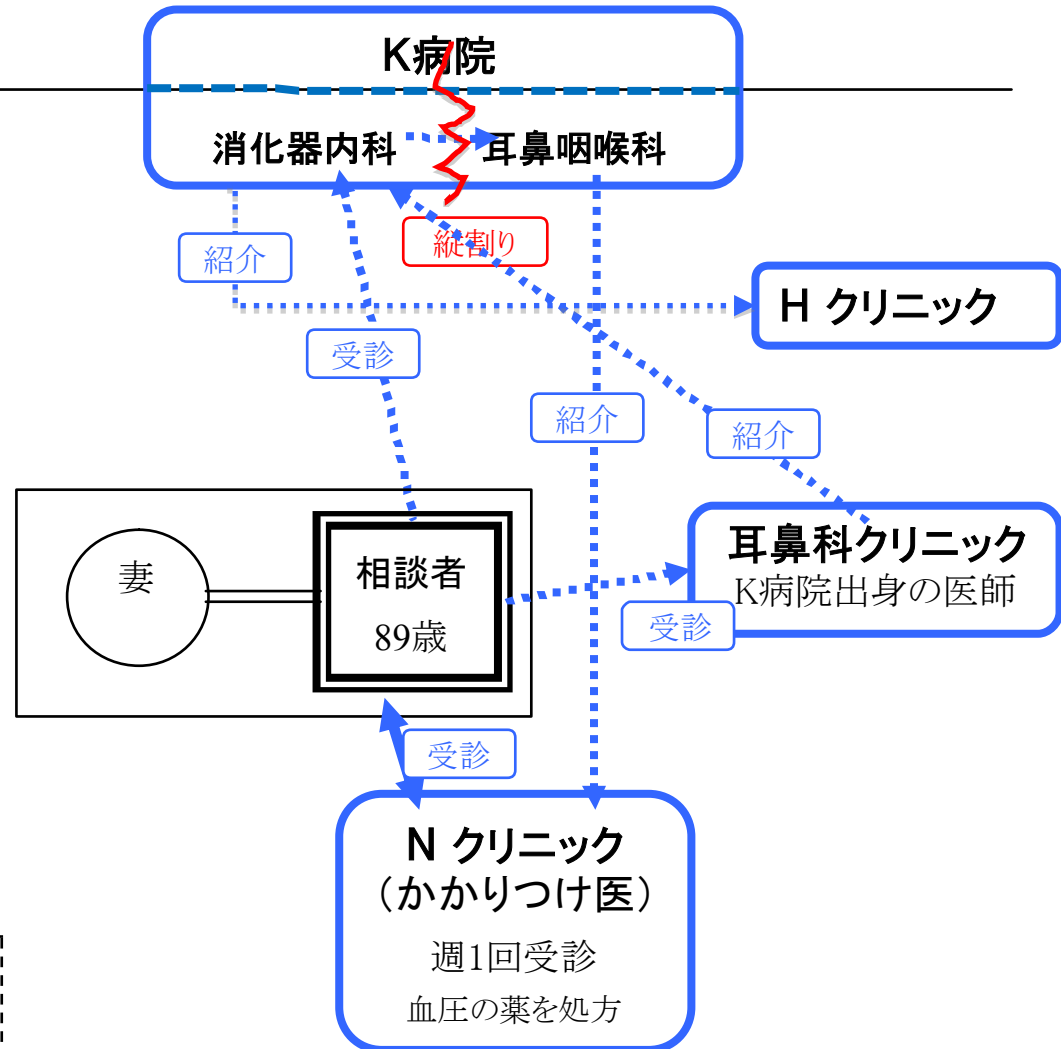 K病院
消化器内科
耳鼻咽喉科
縦割り
紹介
H クリニック
受診
紹介
紹介
妻
相談者
89歳
耳鼻科クリニック
K病院出身の医師
受診
受診
N クリニック
（かかりつけ医）
週1回受診
血圧の薬を処方